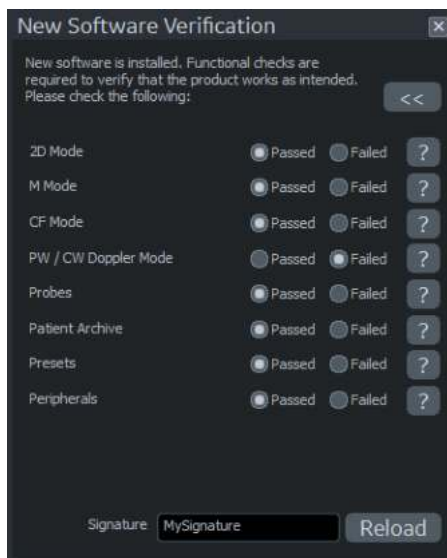 New Software Verification
New software is installed. Functional checks are
required to verify that the product works as intended.
Please check the following:
<<
2D Mode Passed Failed ?
M Mode Passed Failed ?
CF Mode Passed Failed ?
PW / CW Doppler Mode Passed Failed ?
Probes Passed Failed ?
Patient Archive Passed Failed ?
Presets Passed Failed ?
Peripherals Passed Failed ?
Signature MySignature Reload